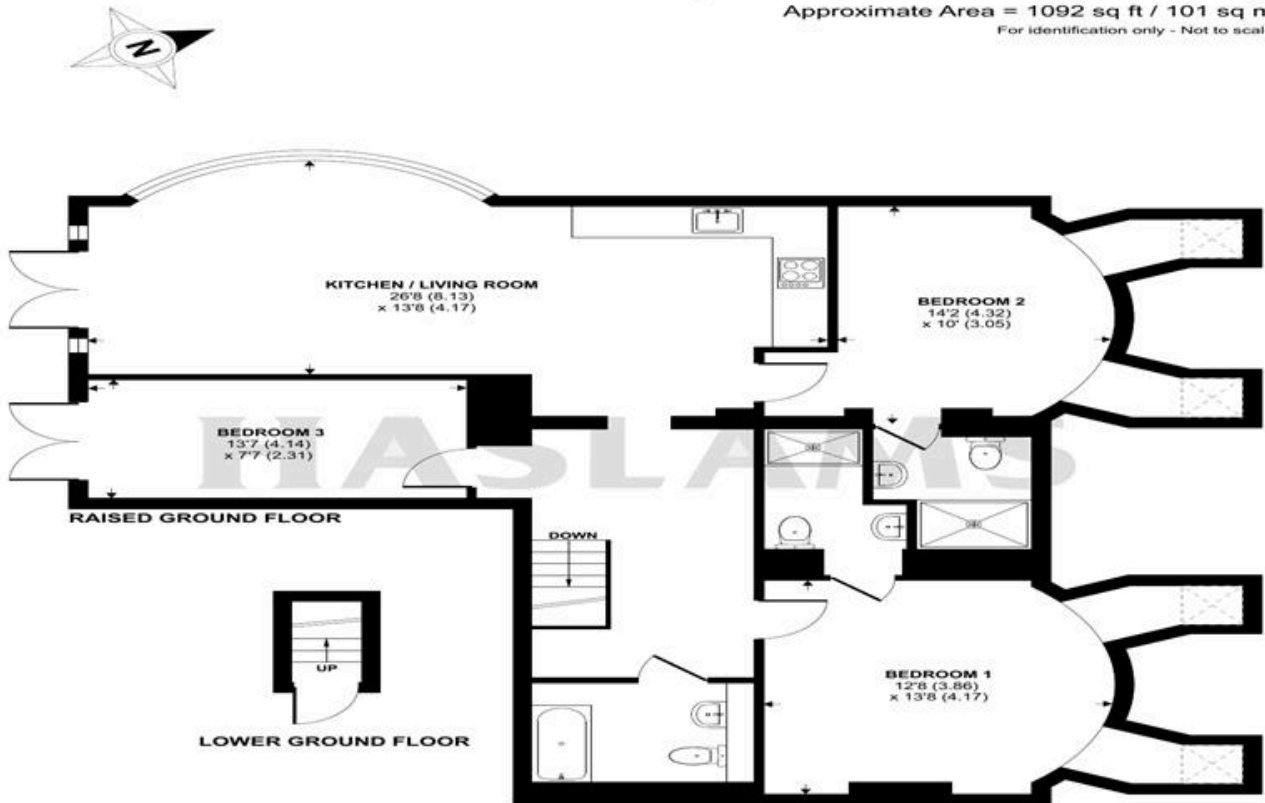 Approximate Area = 1092 sq ft / 101 sq m
For identification only - Not to scal
N
KITCHEN / LIVING ROOM
26'8 (8.13)
x 13'8 (4.17)
BEDROOM 2
14'2 (4.32)
x 10' (3.05)
BEDROOM 3
13'7 (4.14)
x 7'7 (2.31)
HASLAMS
RAISED GROUND FLOOR
DOWN
UP
BEDROOM 1
12'8 (3.86)
x 13'8 (4.17)
LOWER GROUND FLOOR